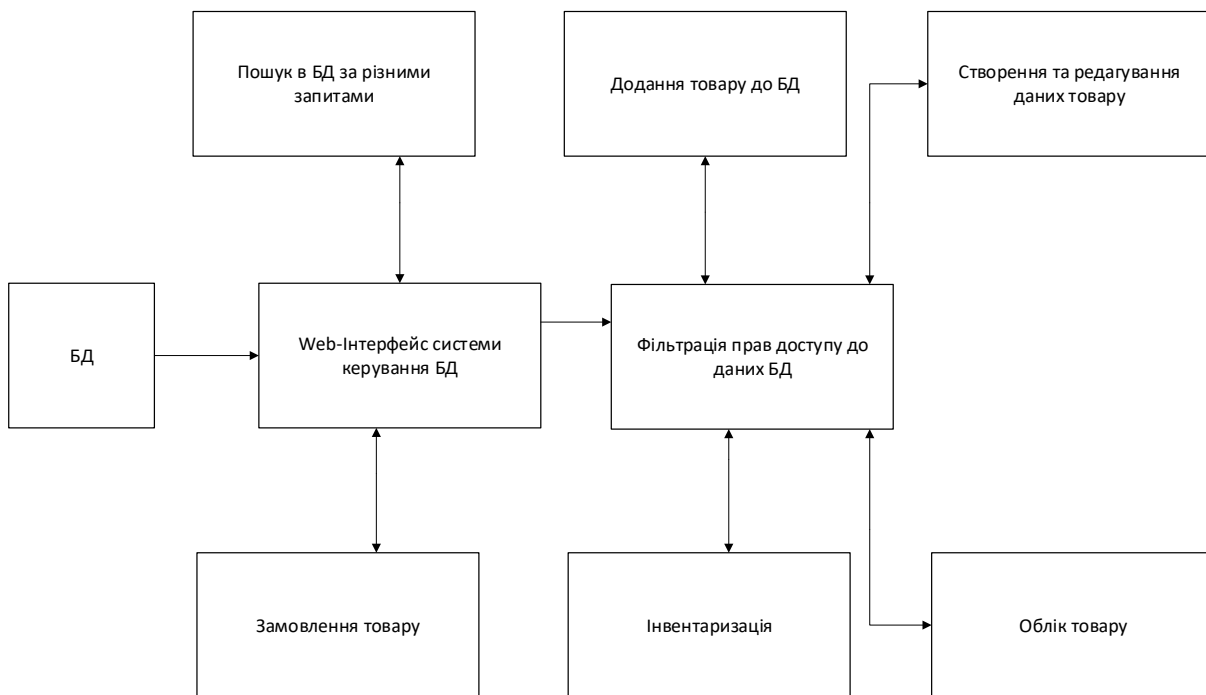 Пошук в БД за різними
запитами
Додання товару до БД
Створення та редагування
даних товару
БД
Web-Інтерфейс системи
керування БД
Фільтрація прав доступу до
даних БД
Замовлення товару
Інвентаризація
Облік товару